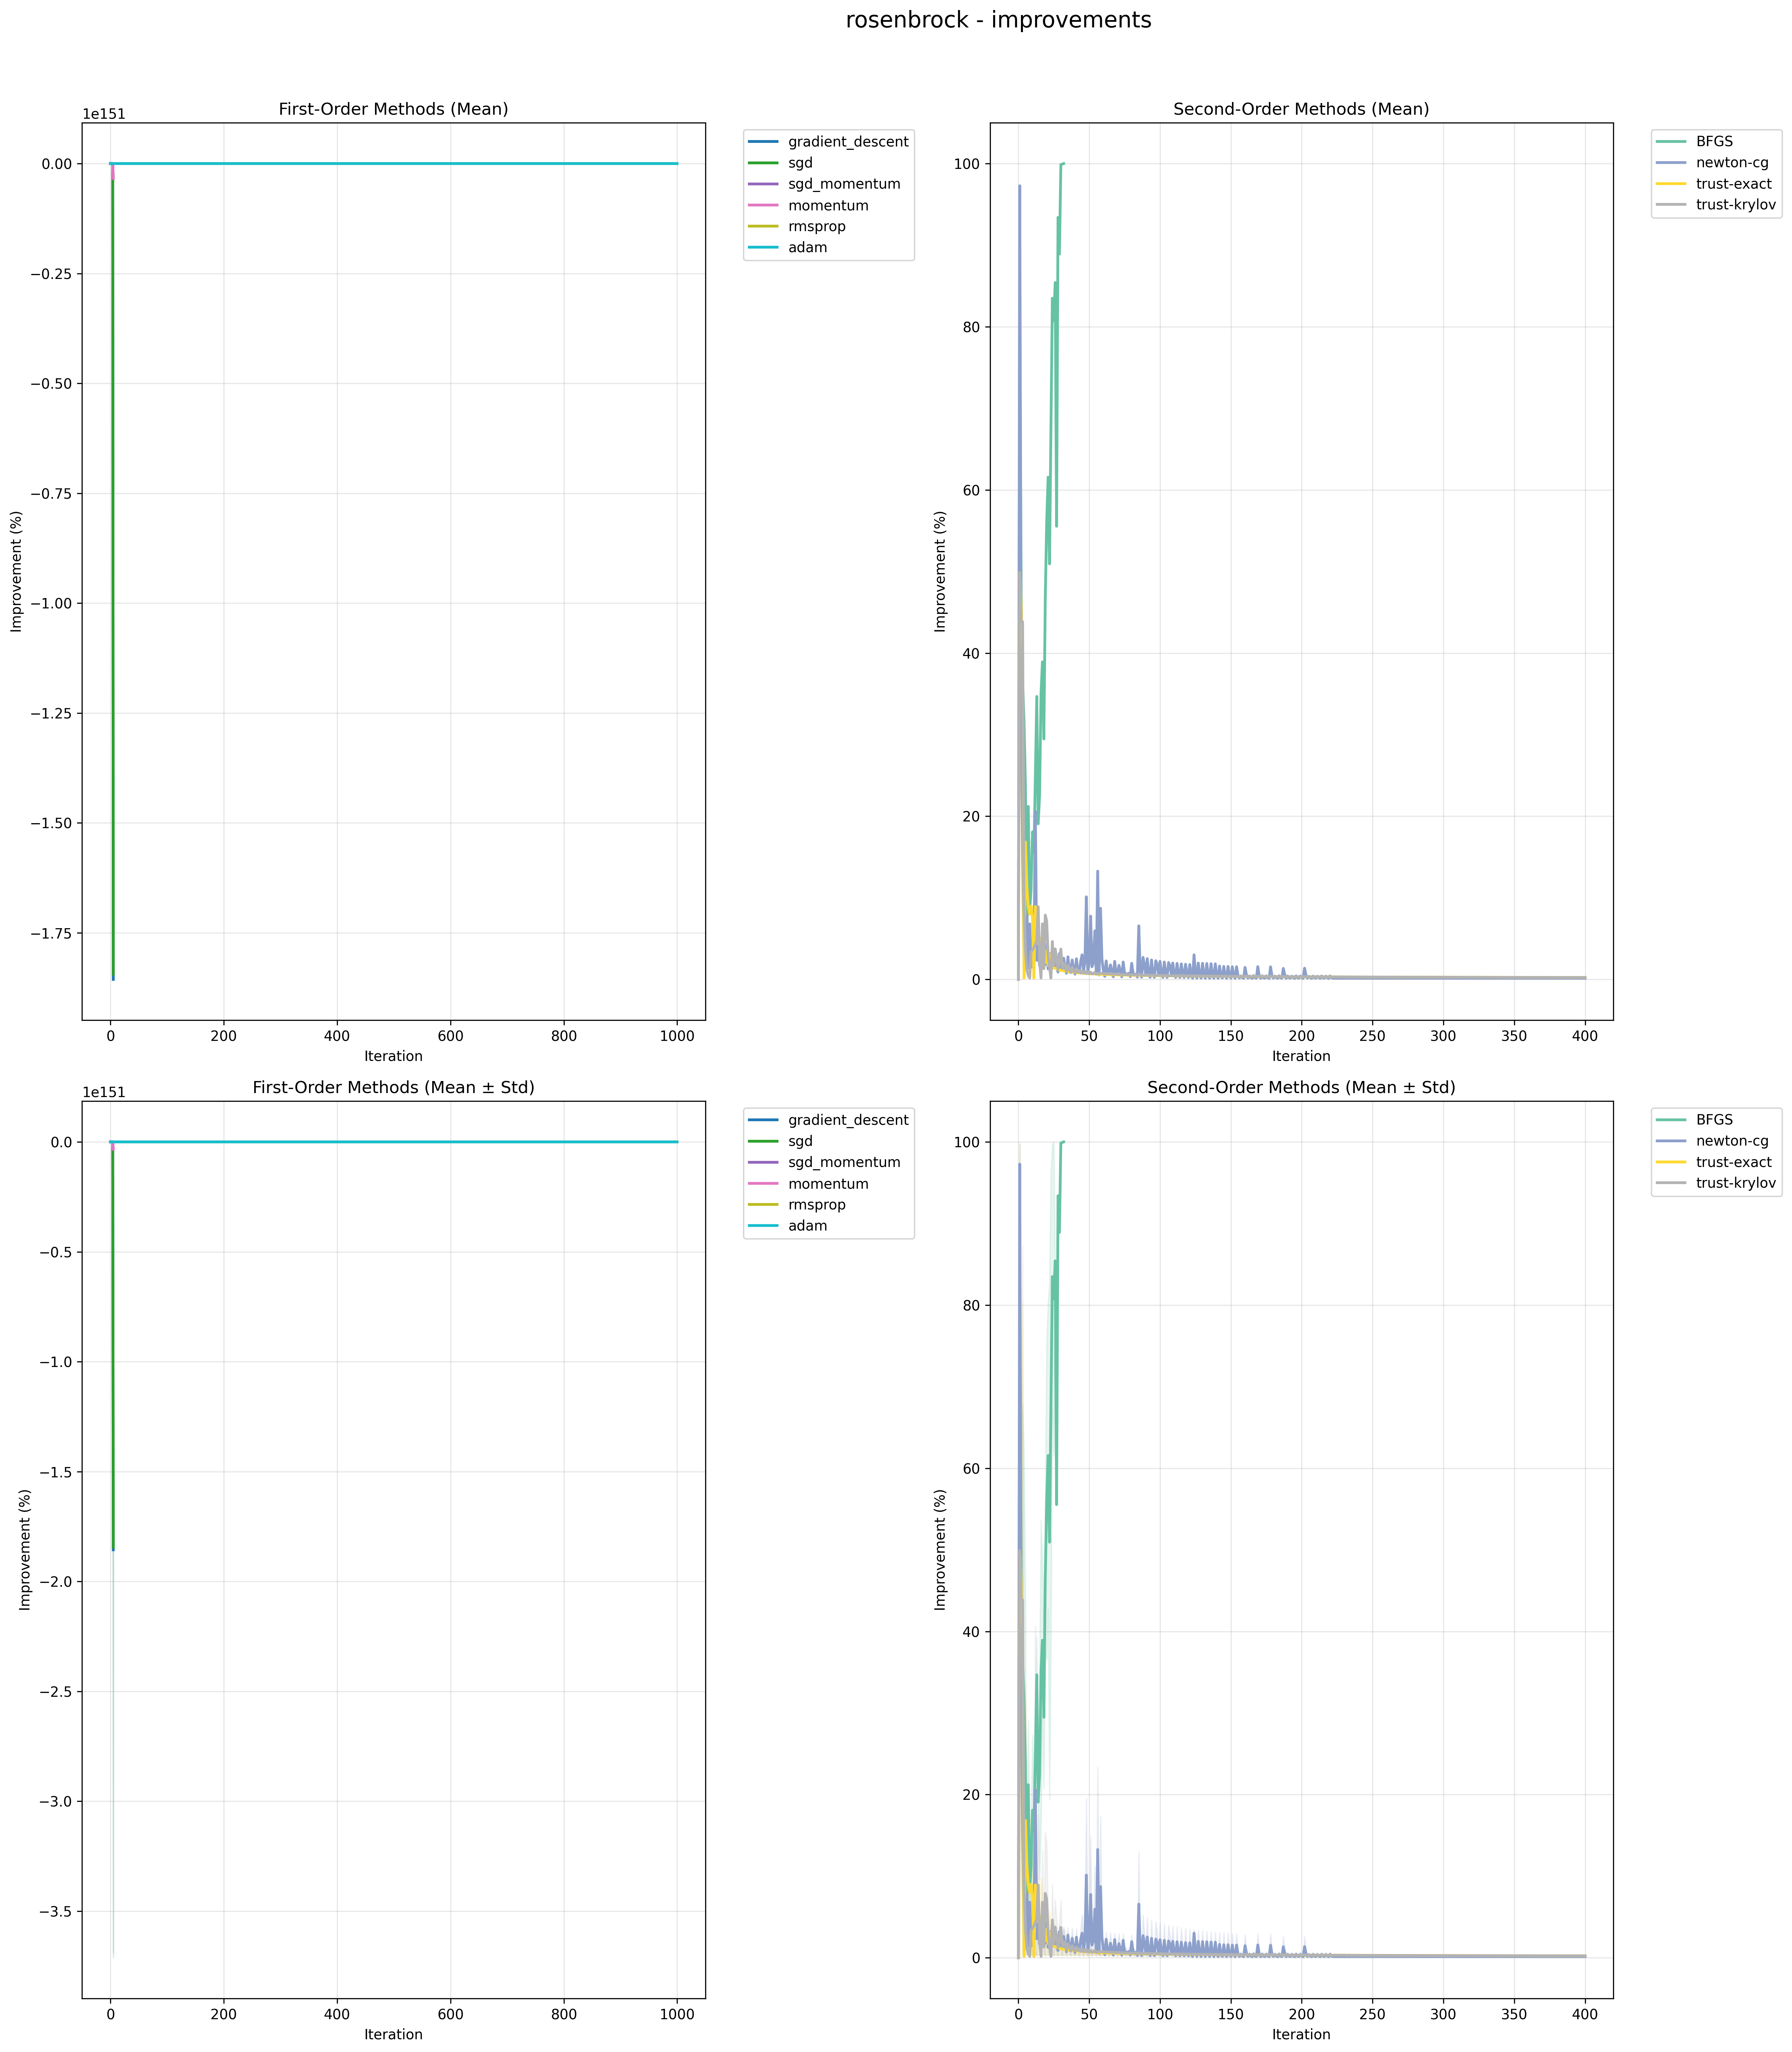 rosenbrock - improvements
First-Order Methods (Mean)
1e151
0.00
−0.25
−0.50
−0.75
−1.00
−1.25
−1.50
−1.75
Improvement (%)
0 200 400 600 800 1000
Iteration
gradient_descent
sgd
sgd_momentum
momentum
rmsprop
adam
Second-Order Methods (Mean)
100
80
60
40
20
0
Improvement (%)
0 50 100 150 200 250 300 350 400
Iteration
BFGS
newton-cg
trust-exact
trust-krylov
First-Order Methods (Mean ± Std)
1e151
0.0
−0.5
−1.0
−1.5
−2.0
−2.5
−3.0
−3.5
Improvement (%)
0 200 400 600 800 1000
Iteration
gradient_descent
sgd
sgd_momentum
momentum
rmsprop
adam
Second-Order Methods (Mean ± Std)
100
80
60
40
20
0
Improvement (%)
0 50 100 150 200 250 300 350 400
Iteration
BFGS
newton-cg
trust-exact
trust-krylov